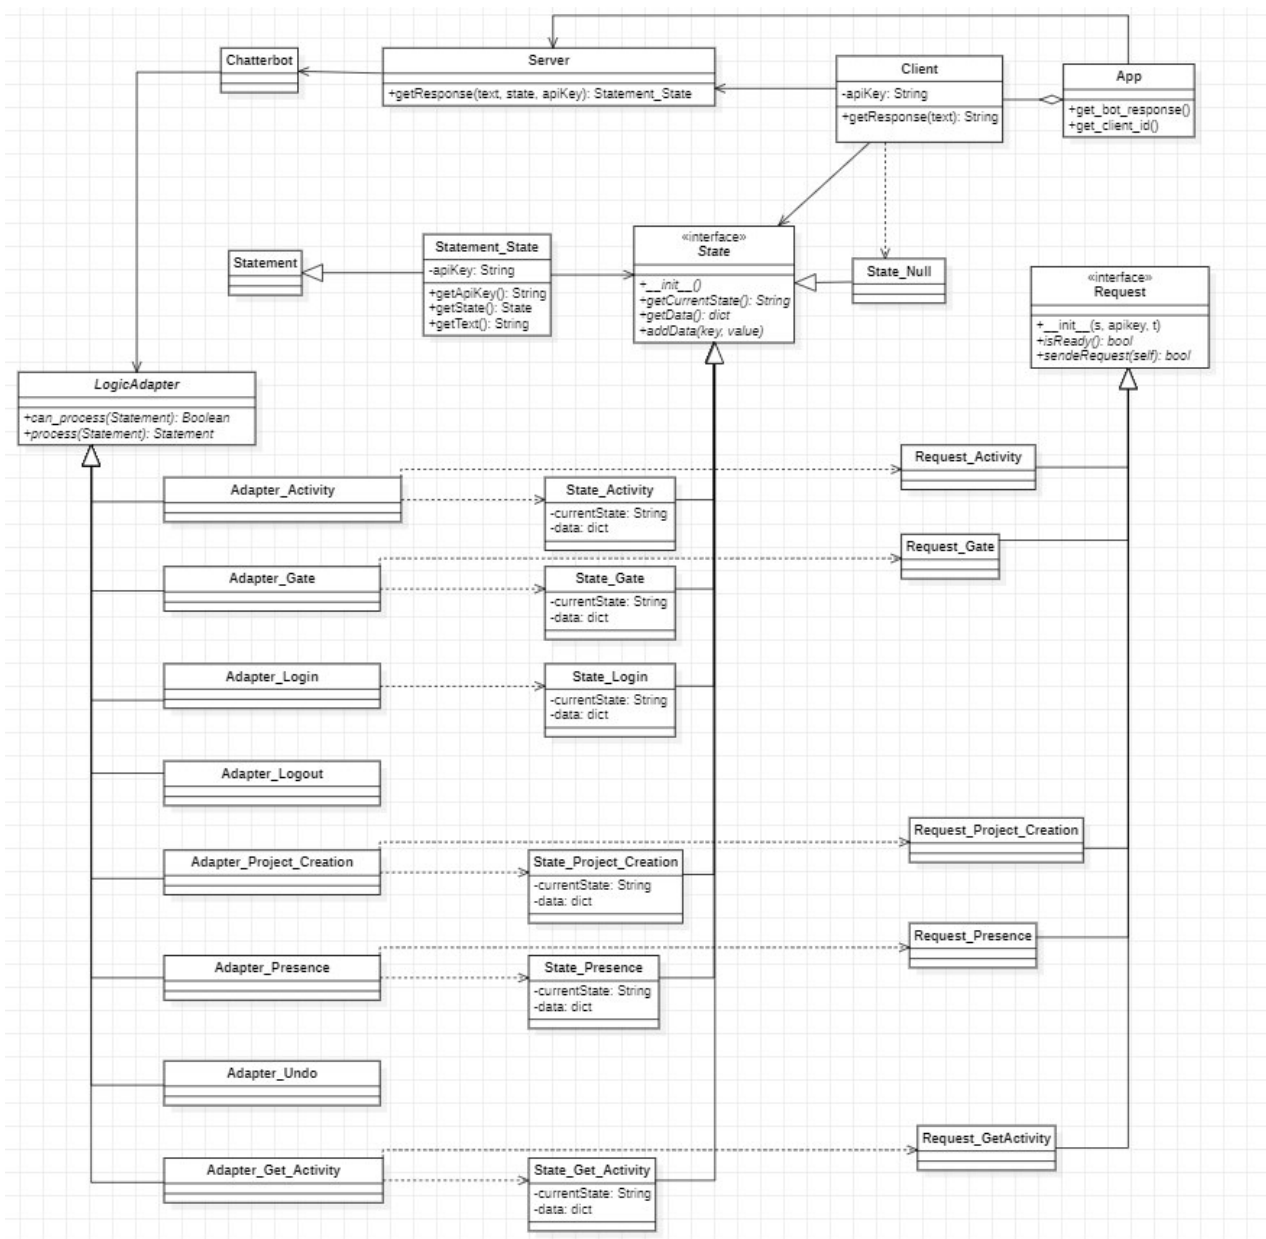 Chatterbot
Server
+getResponse(text, state, apiKey): Statement_State
Client
-apiKey: String
+getResponse(text): String
App
+get_bot_response()
+get_client_id()
Statement
Statement_State
-apiKey: String
+getApiKey(): String
+getState(): State
+getText(): String
«interface»
State
+__init__()
+getCurrentState(): String
+getData(): dict
+addData(key, value)
State_Null
«interface»
Request
+__init__(s, apikey, t)
+isReady(): bool
+sendeRequest(self): bool
LogicAdapter
+can_process(Statement): Boolean
+process(Statement): Statement
Adapter_Activity
State_Activity
-currentState: String
-data: dict
Request_Activity
Adapter_Gate
State_Gate
-currentState: String
-data: dict
Request_Gate
Adapter_Login
State_Login
-currentState: String
-data: dict
Adapter_Logout
Adapter_Project_Creation
State_Project_Creation
-currentState: String
-data: dict
Request_Project_Creation
Adapter_Presence
State_Presence
-currentState: String
-data: dict
Request_Presence
Adapter_Undo
Adapter_Get_Activity
State_Get_Activity
-currentState: String
-data: dict
Request_GetActivity